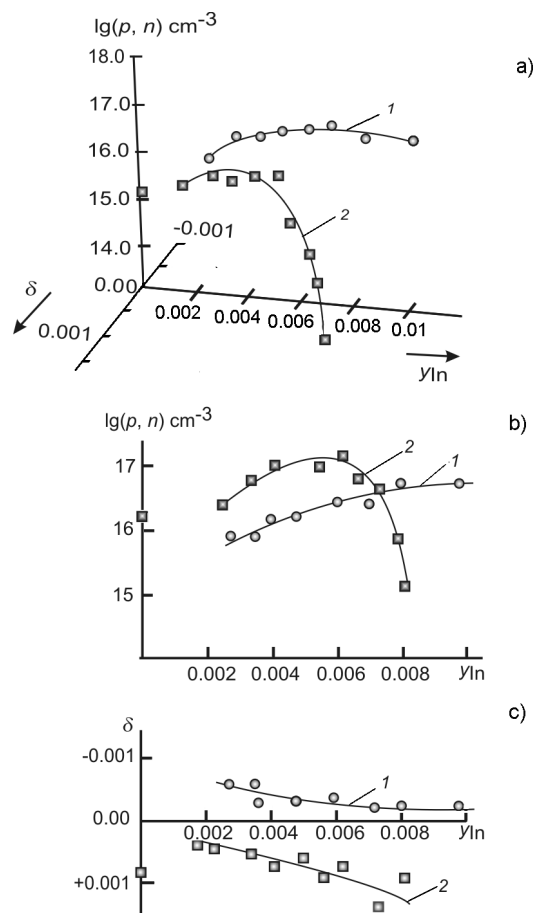 lg(p, n) cm-3
a)
18.0
17.0
16.0
15.0
14.0
0.00
1
2
-0.001
δ
0.001
0.002 0.004 0.006 0.008 0.01
yIn
lg(p, n) cm-3
b)
17
16
15
2
1
0.002 0.004 0.006 0.008 yIn
c)
δ
-0.001
0.00
+0.001
1
0.002 0.004 0.006 0.008 yIn
2